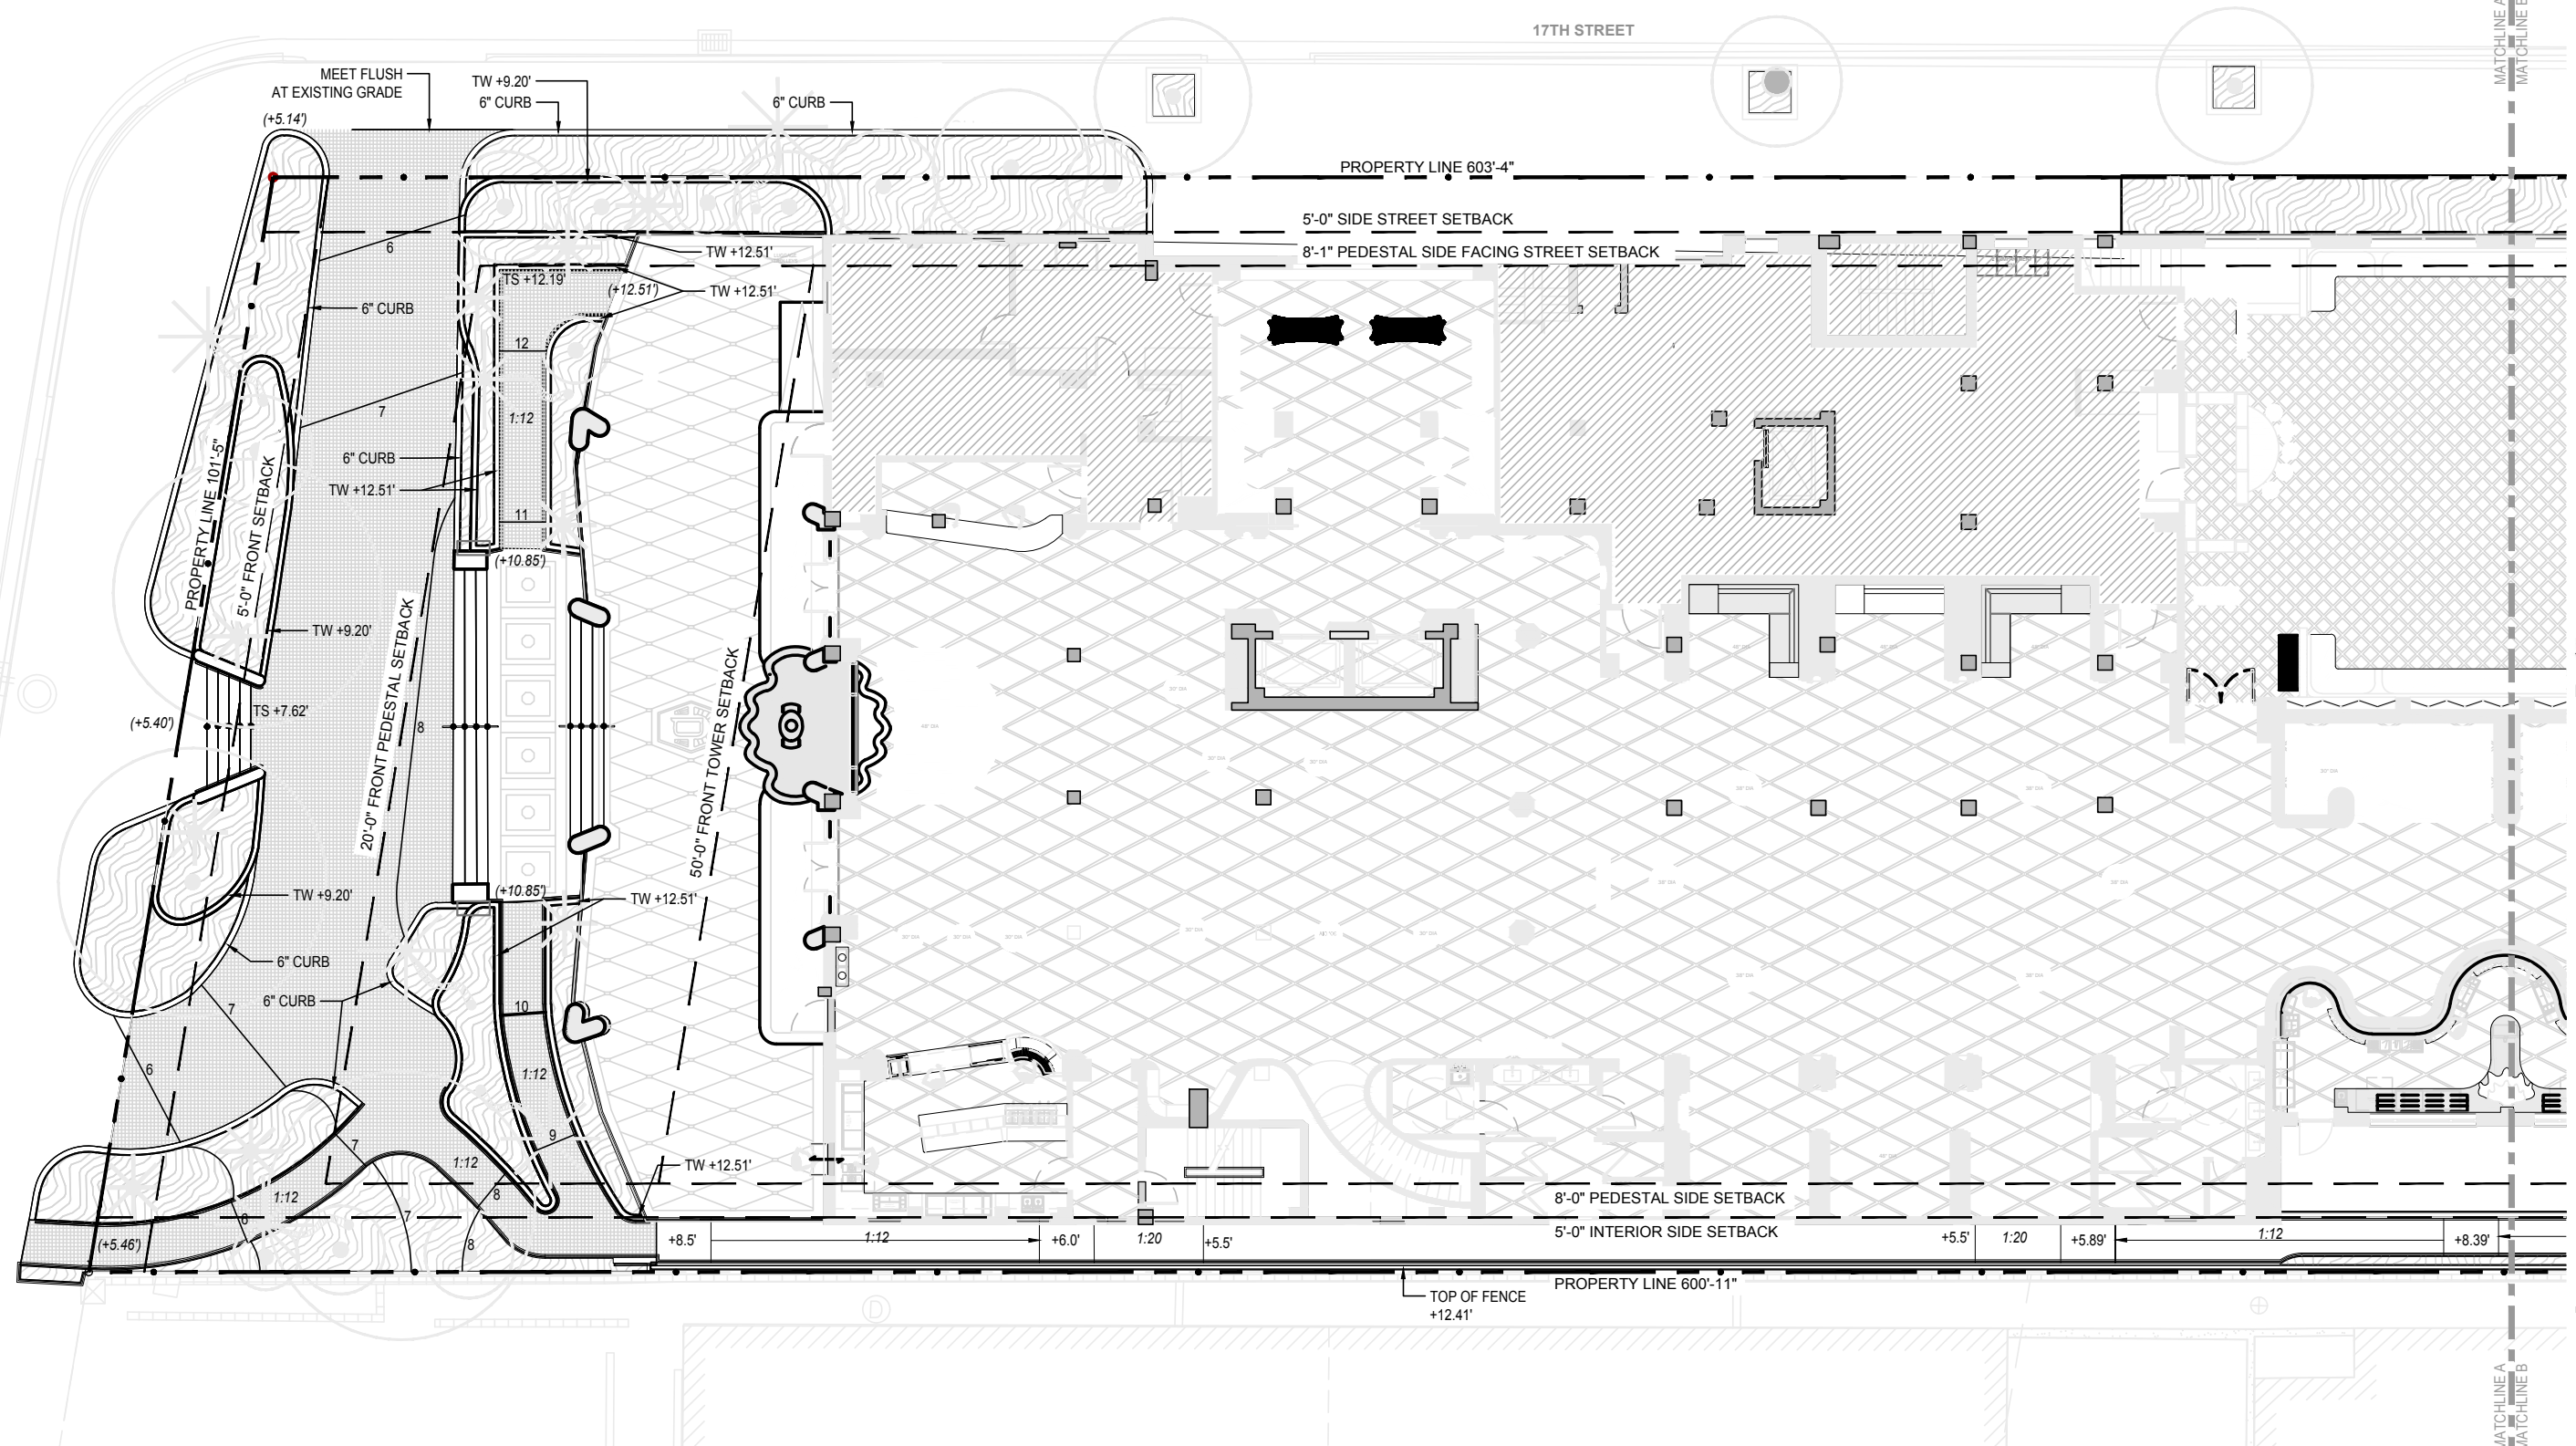 17TH STREET
MATCHLINE A
MATCHLINE B
MEET FLUSH
AT EXISTING GRADE
TW +9.20'
6" CURB
6" CURB
(+5.14')
PROPERTY LINE 603'-4"
5'-0" SIDE STREET SETBACK
8'-1" PEDESTAL SIDE FACING STREET SETBACK
6
TW +12.51'
TS +12.19'
(+12.51')
TW +12.51'
6" CURB
12
7
1:12
PROPERTY LINE 101'-5"
5'-0" FRONT SETBACK
6" CURB
TW +12.51'
11
(+10.85')
TW +9.20'
20'-0" FRONT PEDESTAL SETBACK
50'-0" FRONT TOWER SETBACK
TS +7.62'
(+5.40')
8
(+10.85')
TW +9.20'
TW +12.51'
6" CURB
6" CURB
7
10
6
1:12
7
9
1:12
TW +12.51'
1:12
8
6
7
8
(+5.46')
8'-0" PEDESTAL SIDE SETBACK
5'-0" INTERIOR SIDE SETBACK
+8.5'
1:12
+6.0'
1:20
+5.5'
+5.5'
1:20
+5.89'
1:12
+8.39'
PROPERTY LINE 600'-11"
TOP OF FENCE
+12.41'
D
MATCHLINE A
MATCHLINE B